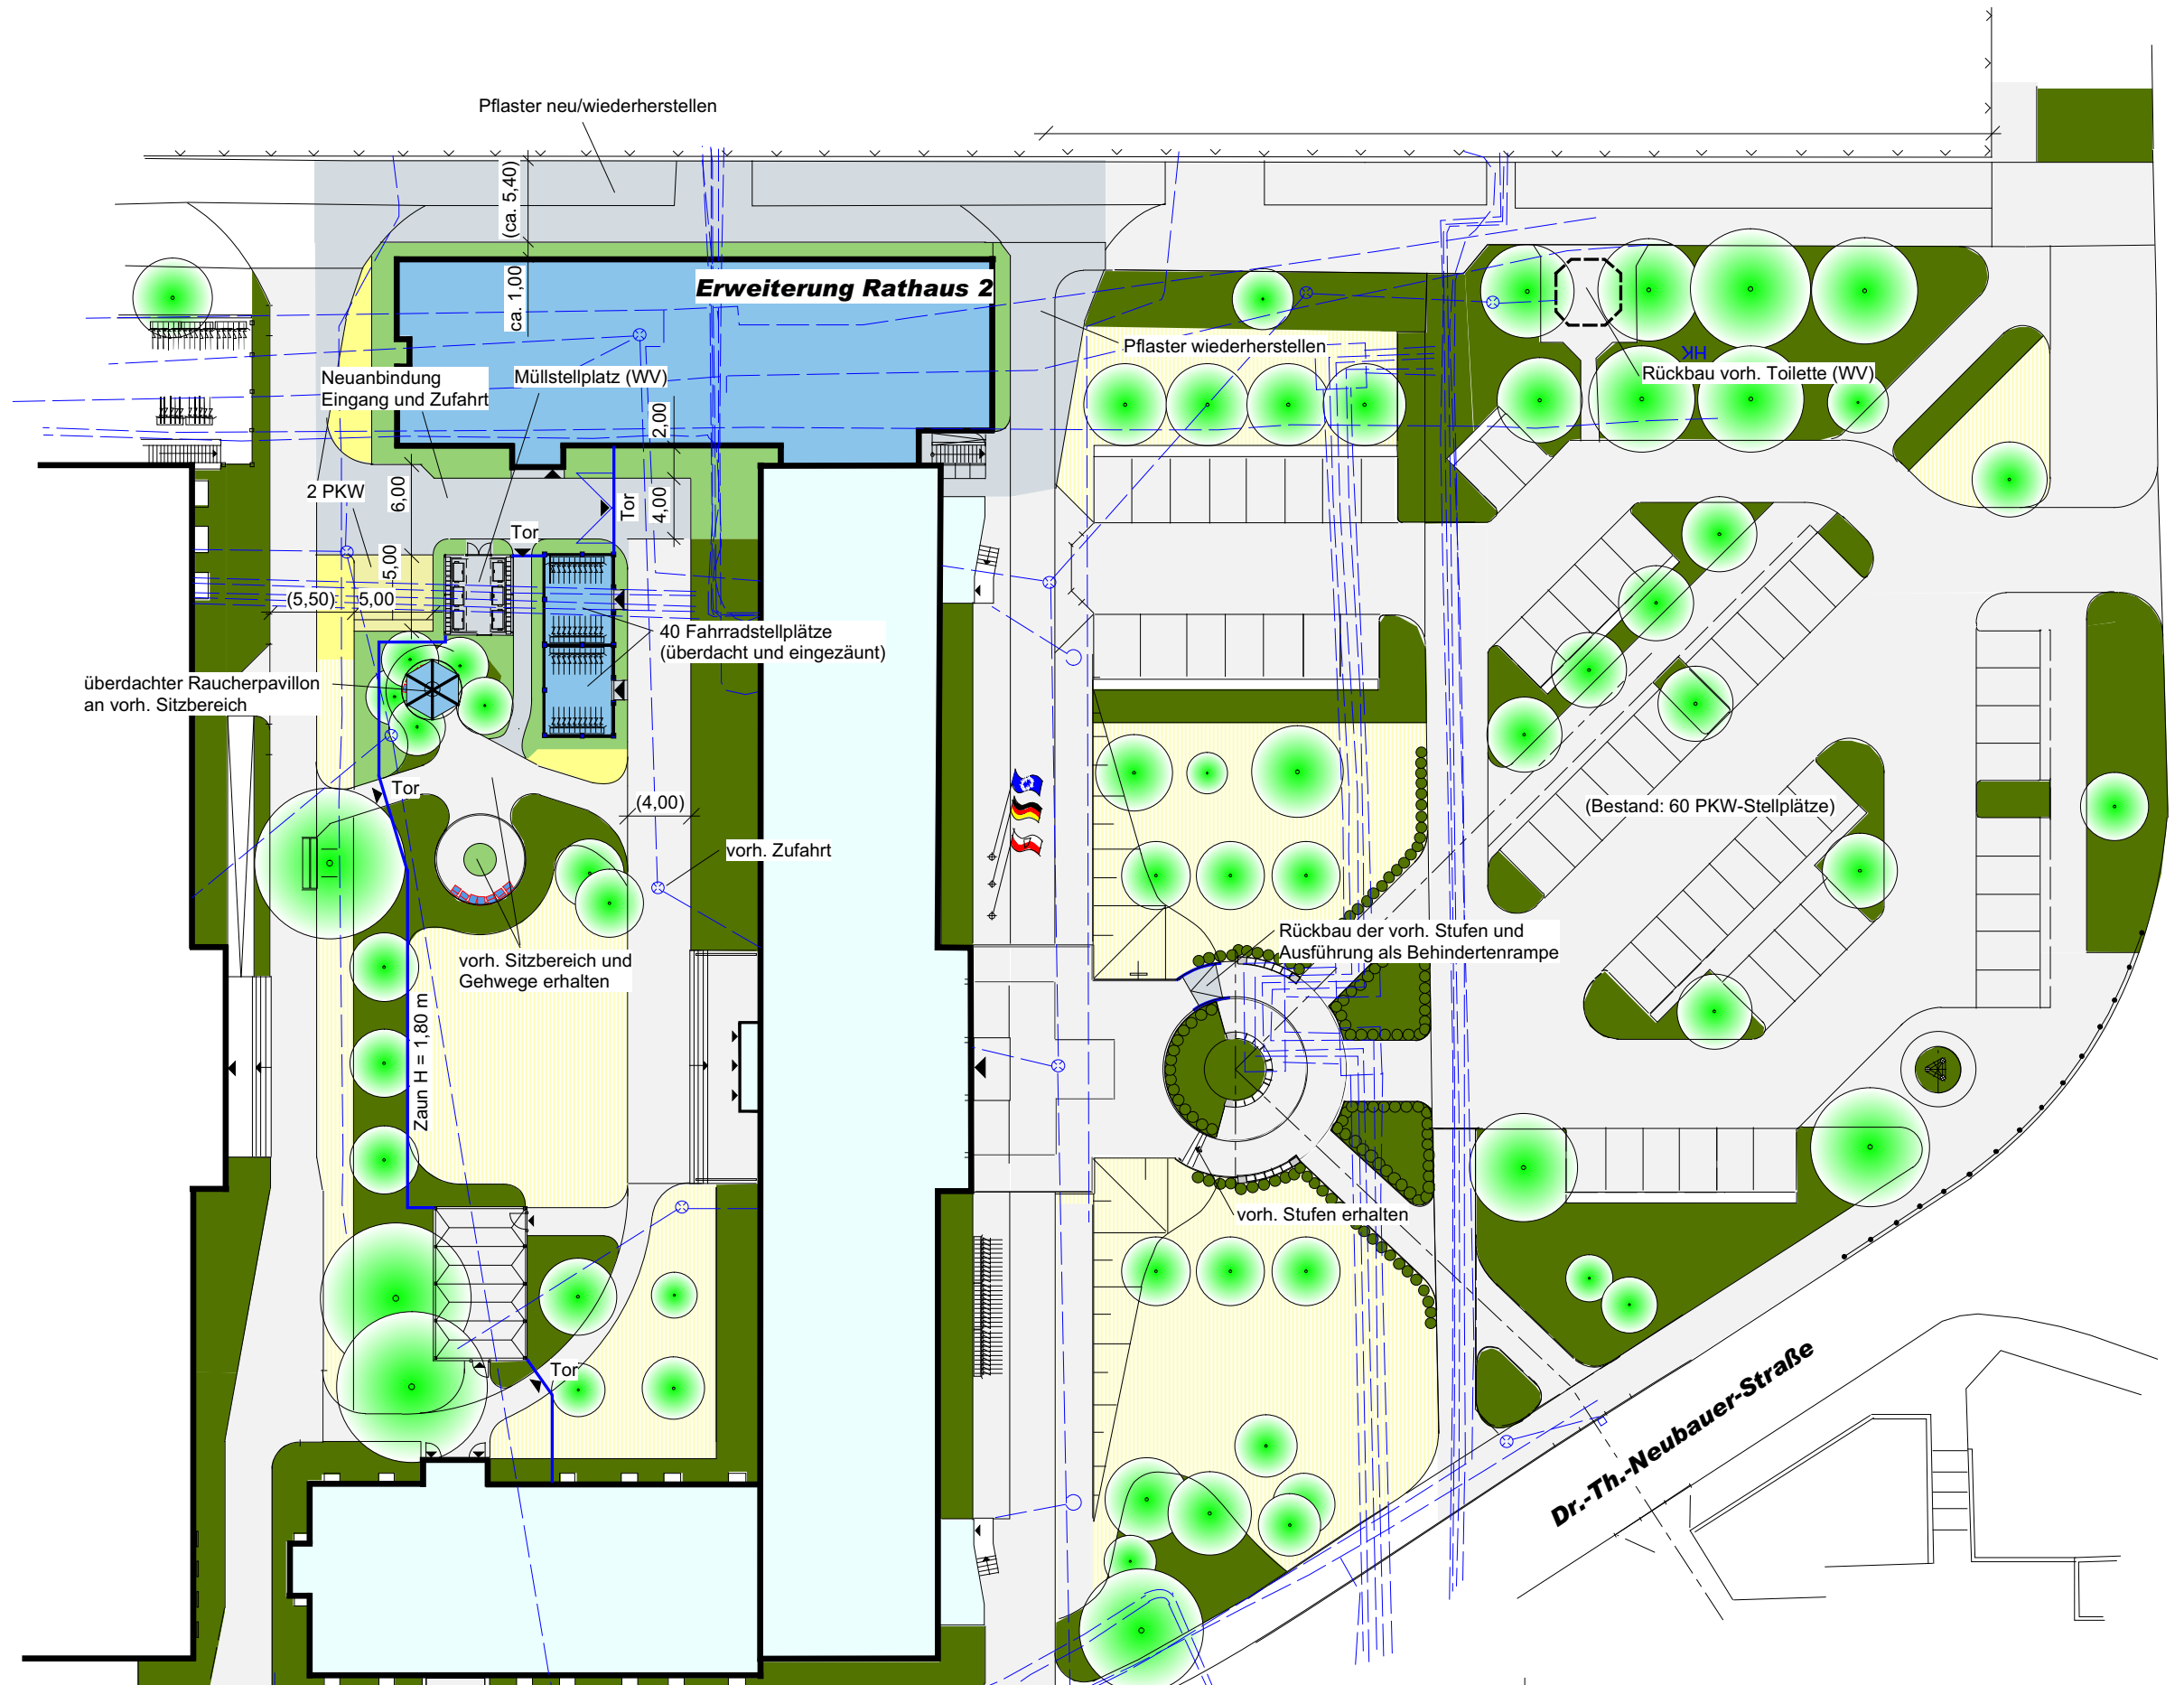 Pflaster neu/wiederherstellen
(ca. 5,40)
ca. 1,00
Erweiterung Rathaus 2
Pflaster wiederherstellen
HK
Rückbau vorh. Toilette (WV)
Neuanbindung
Eingang und Zufahrt
Müllstellplatz (WV)
2,00
2 PKW
6,00
Tor
4,00
Tor
5,00
(5,50)
5,00
40 Fahrradstellplätze
(überdacht und eingezäunt)
überdachter Raucherpavillon
an vorh. Sitzbereich
Tor
(4,00)
(Bestand: 60 PKW-Stellplätze)
vorh. Zufahrt
Rückbau der vorh. Stufen und
Ausführung als Behindertenrampe
vorh. Sitzbereich und
Gehwege erhalten
Zaun H = 1,80 m
vorh. Stufen erhalten
Tor
Dr.-Th.-Neubauer-Straße